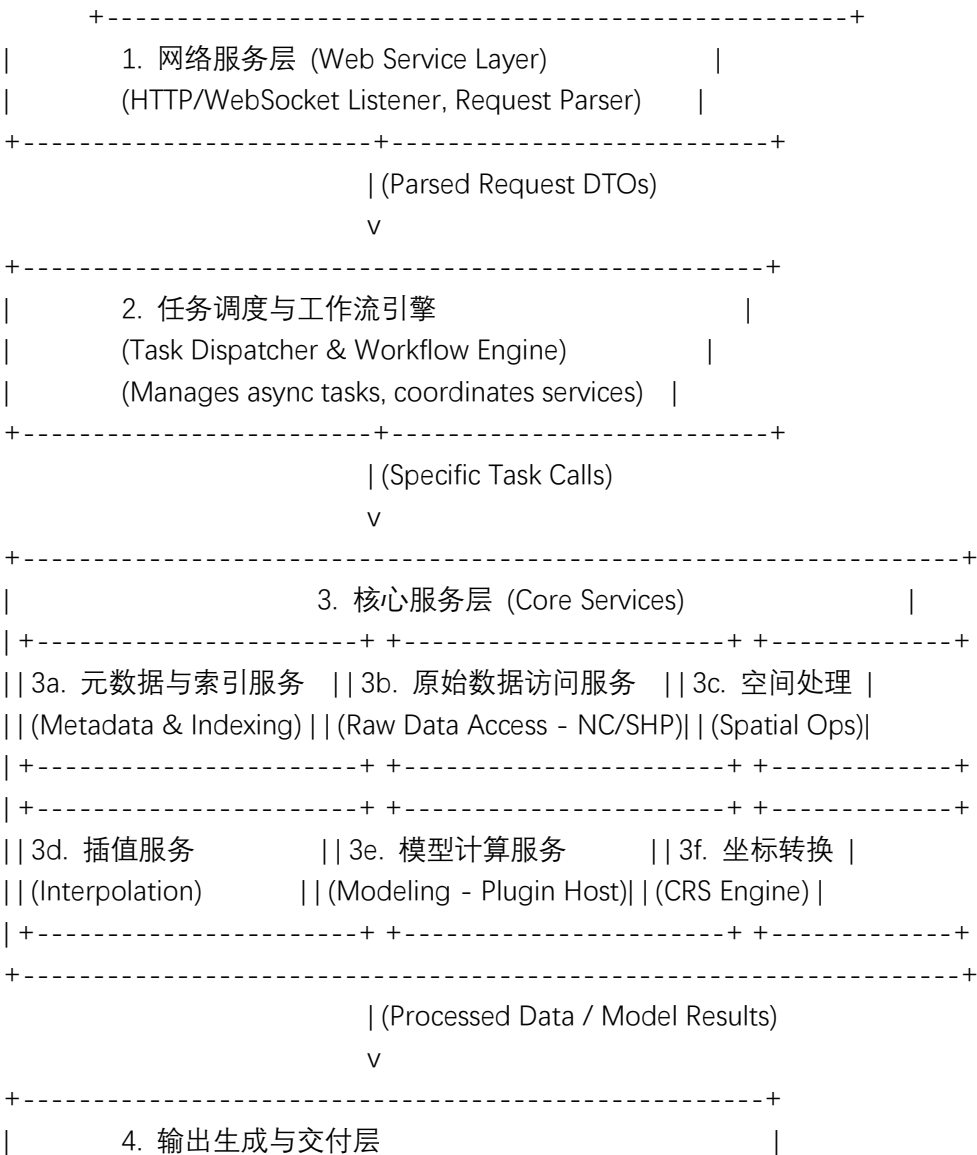 +-----------------------------------------------------+
| 1. 网络服务层 (Web Service Layer) |
| (HTTP/WebSocket Listener, Request Parser) |
+-------------------------+---------------------------+
|(Parsed Request DTOs)
v
+-----------------------------------------------------+
| 2. 任务调度与工作流引擎 |
| (Task Dispatcher & Workflow Engine) |
| (Manages async tasks, coordinates services) |
+-------------------------+---------------------------+
|(Specific Task Calls)
v
+-------------------------------------------------------------------+
| 3. 核心服务层 (Core Services) |
|+------------------------+ +-----------------------+ +-------------+
||3a. 元数据与索引服务 ||3b. 原始数据访问服务 ||3c. 空间处理 |
||(Metadata & Indexing)||(Raw Data Access - NC/SHP)||(Spatial Ops)|
|+------------------------+ +-----------------------+ +-------------+
|+------------------------+ +-----------------------+ +-------------+
||3d. 插值服务 ||3e. 模型计算服务 ||3f. 坐标转换 |
||(Interpolation) ||(Modeling - Plugin Host)||(CRS Engine)|
|+------------------------+ +-----------------------+ +-------------+
+-------------------------------------------------------------------+
|(Processed Data / Model Results)
v
+-----------------------------------------------------+
| 4. 输出生成与交付层 |